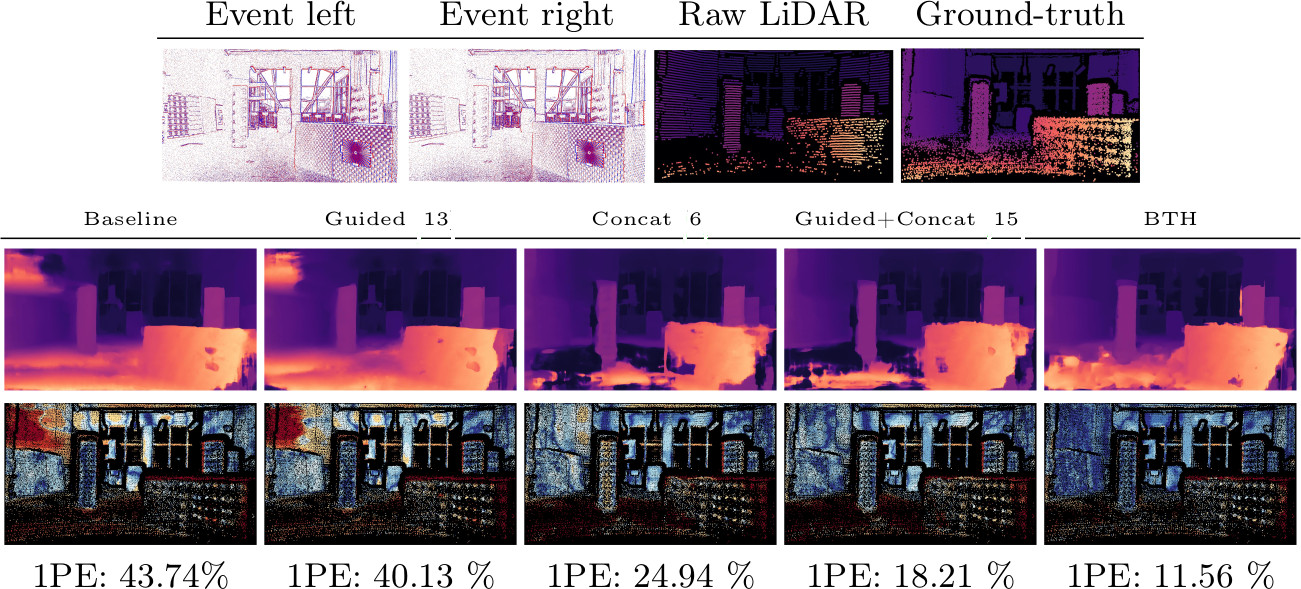 Event left Event right Raw LiDAR Ground-truth
Baseline Guided 13 Concat 6 Guided+Concat 15 BTH
1PE: 43.74% 1PE: 40.13 % 1PE: 24.94 % 1PE: 18.21 % 1PE: 11.56 %